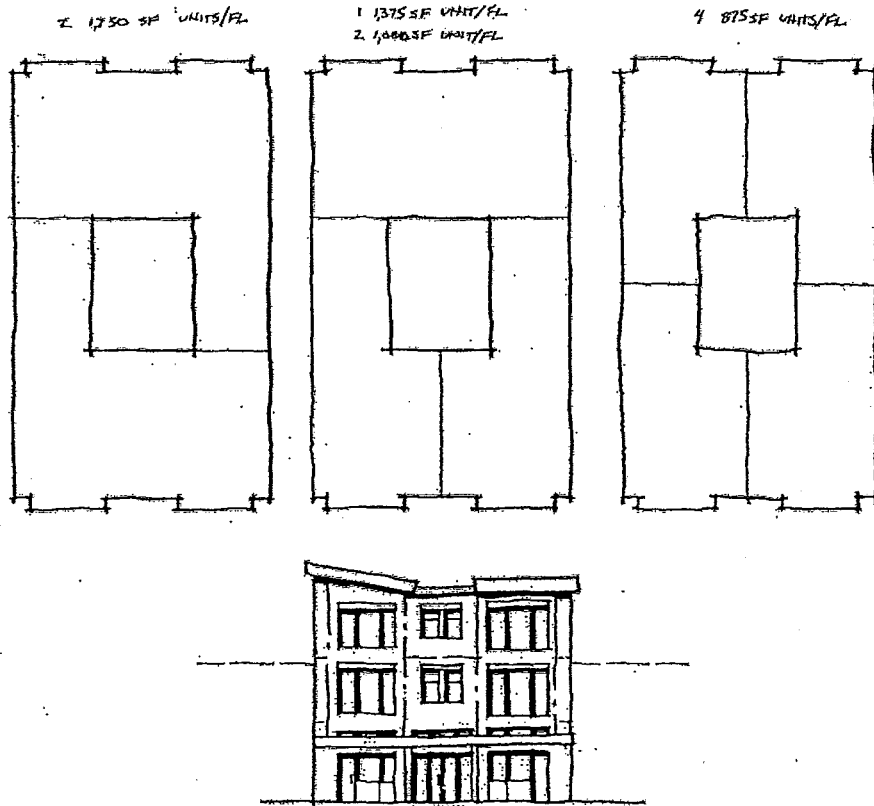 2 1,750 SF UNITS/FL
1 1,375 SF UNIT/FL
2 1,000 SF UNIT/FL
4 875 SF UNITS/FL